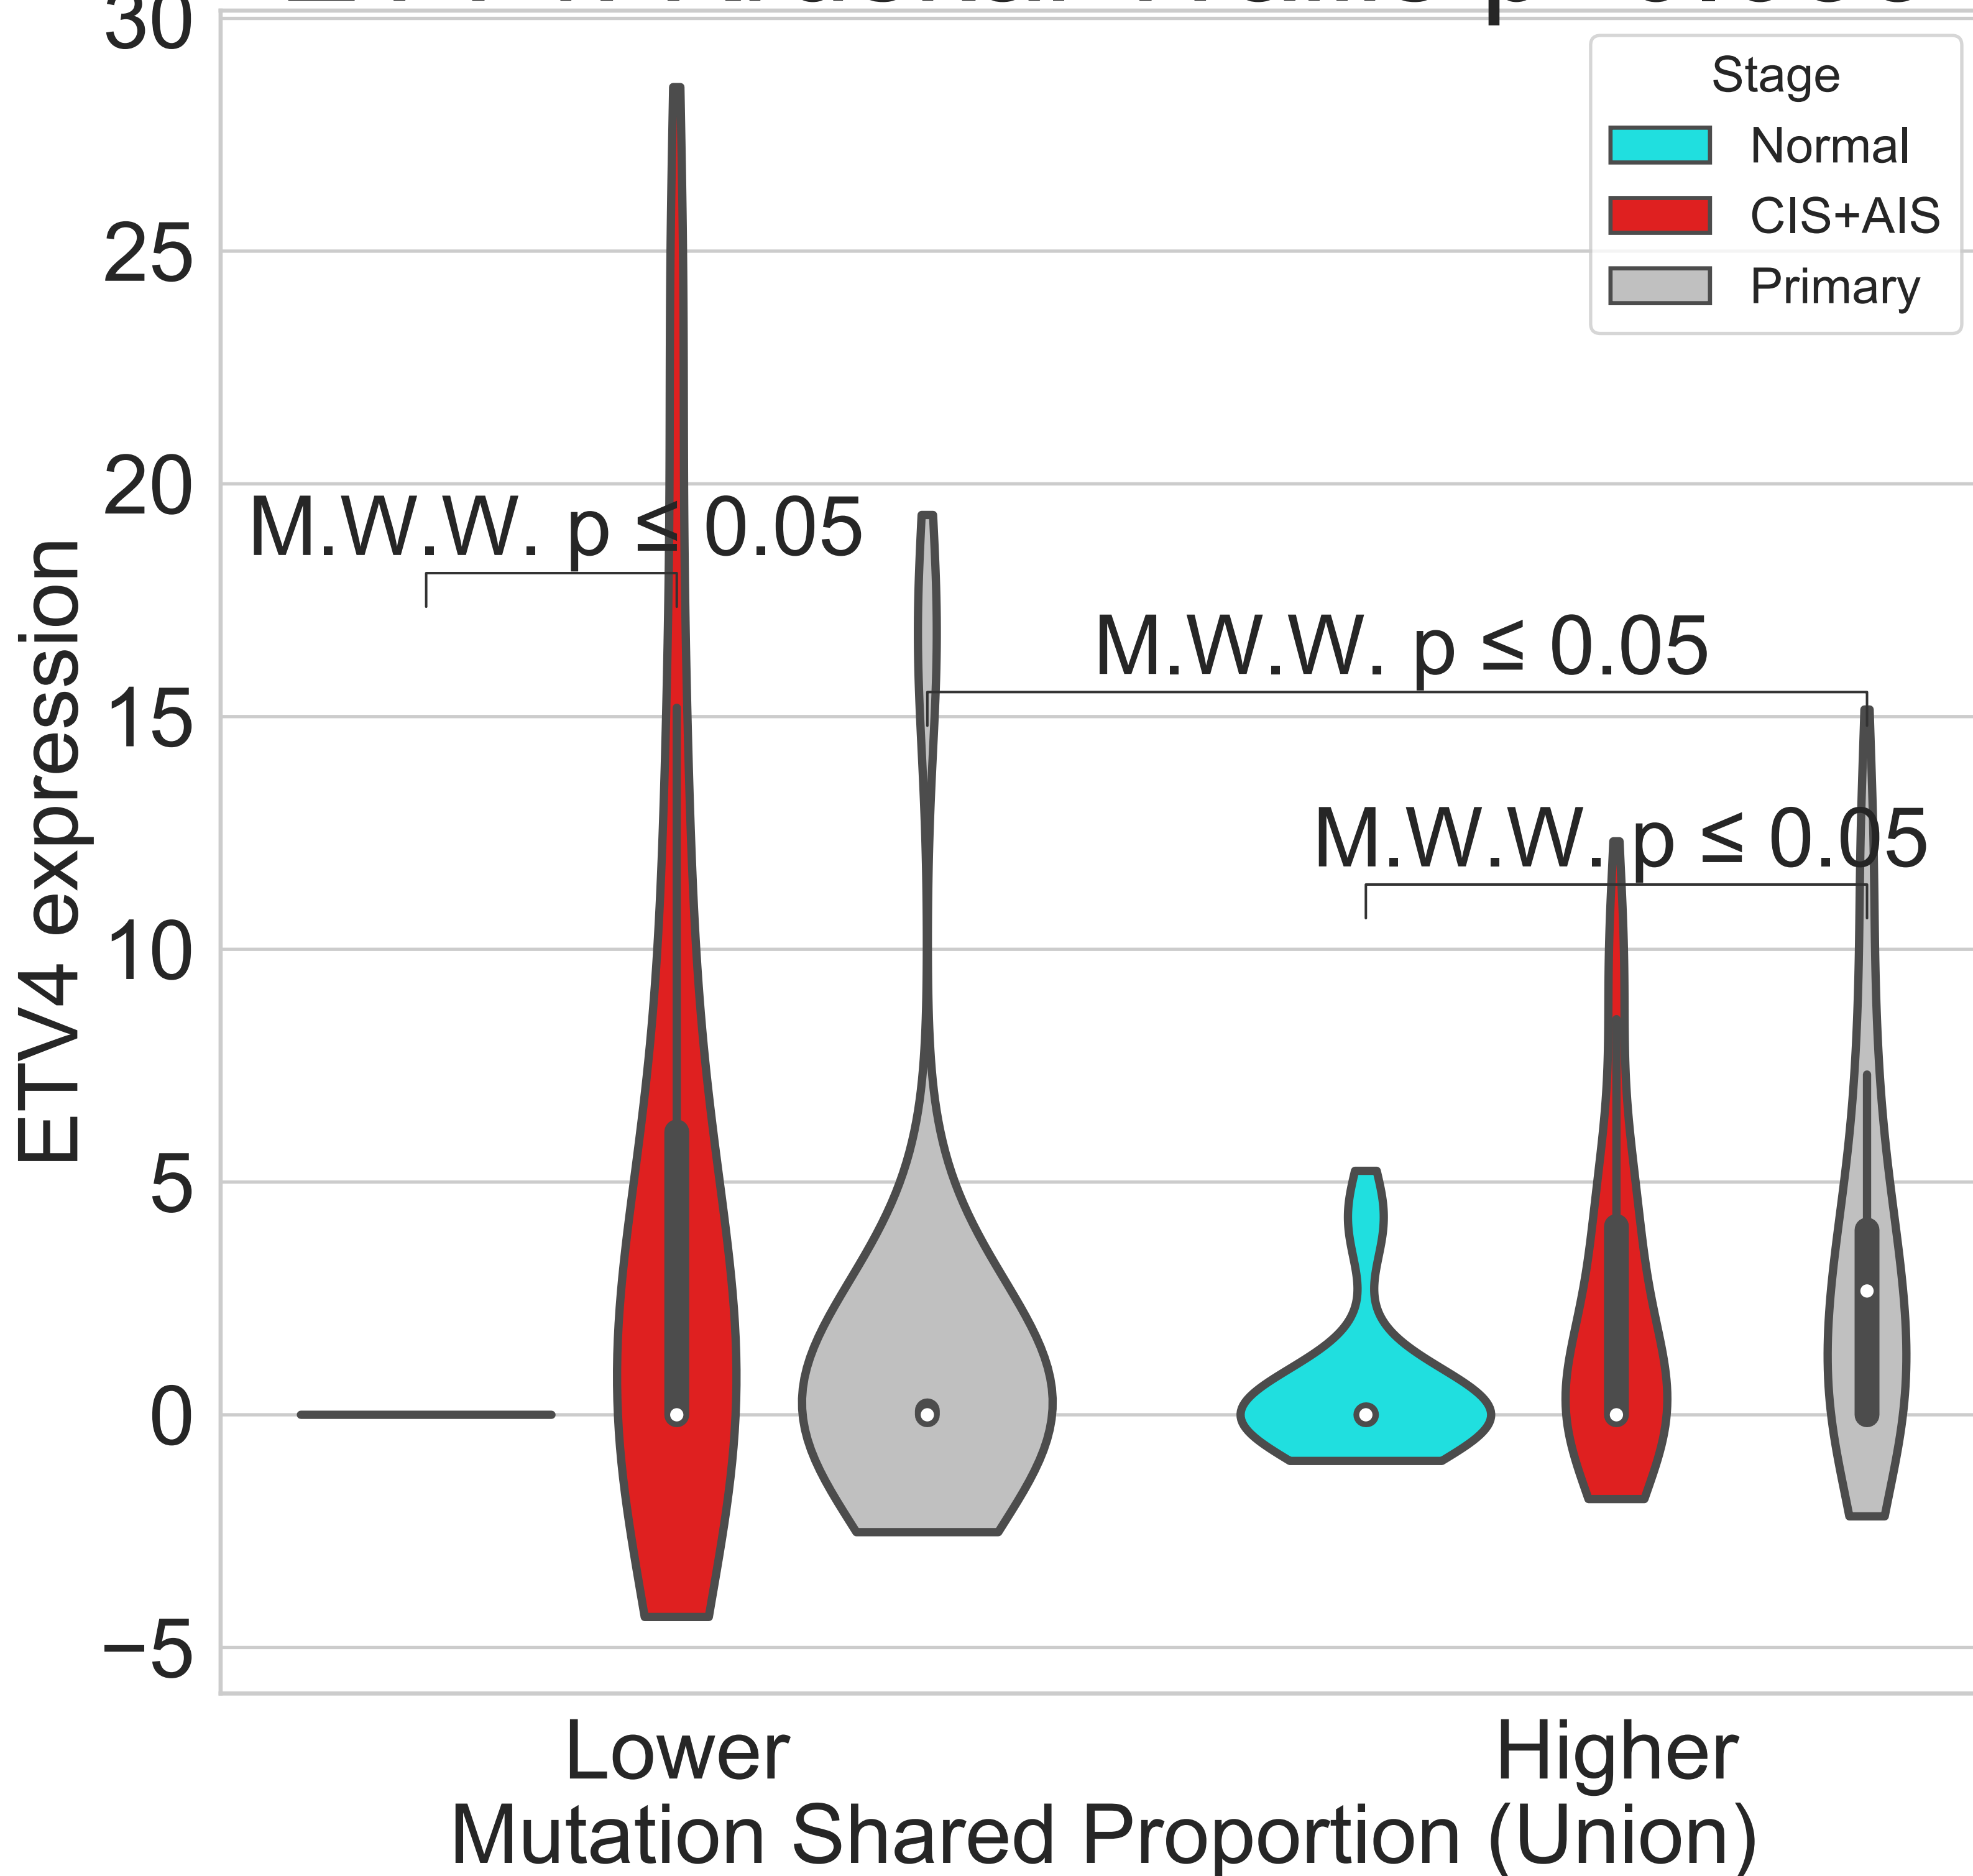 30
25
20
15
10
5
0
−5
ETV4 expression
Stage
Normal
CIS+AIS
Primary
M.W.W. p ≤ 0.05
M.W.W. p ≤ 0.05
M.W.W. p ≤ 0.05
Lower
Higher
Mutation Shared Proportion (Union)